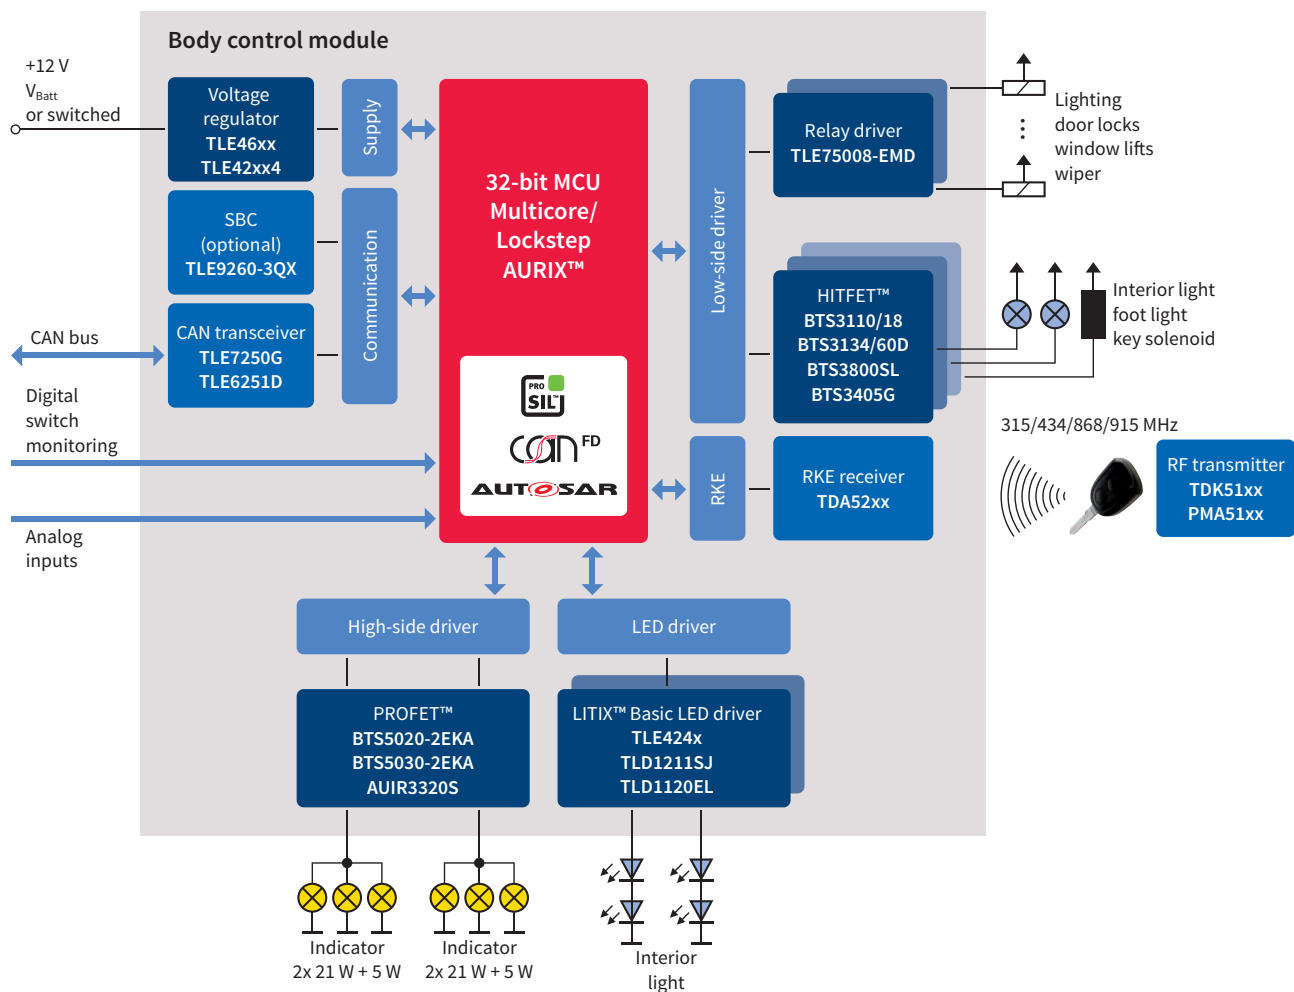 Body control module
+12 V
VBatt
or switched
Voltage
regulator
TLE46xx
TLE42xx4
Supply
SBC
(optional)
TLE9260-3QX
CAN transceiver
TLE7250G
TLE6251D
Communication
CAN bus
Digital
switch
monitoring
Analog
inputs
32-bit MCU
Multicore/
Lockstep
AURIX™
PRO
SIL™
CAN FD
AUTOSAR
Low-side driver
Relay driver
TLE75008-EMD
Lighting
door locks
window lifts
wiper
HITFET™
BTS3110/18
BTS3134/60D
BTS3800SL
BTS3405G
Interior light
foot light
key solenoid
RKE
RKE receiver
TDA52xx
315/434/868/915 MHz
RF transmitter
TDK51xx
PMA51xx
High-side driver
LED driver
PROFET™
BTS5020-2EKA
BTS5030-2EKA
AUIR3320S
LITIX™ Basic LED driver
TLE424x
TLD1211SJ
TLD1120EL
Indicator
2x 21 W + 5 W
Indicator
2x 21 W + 5 W
Interior
light